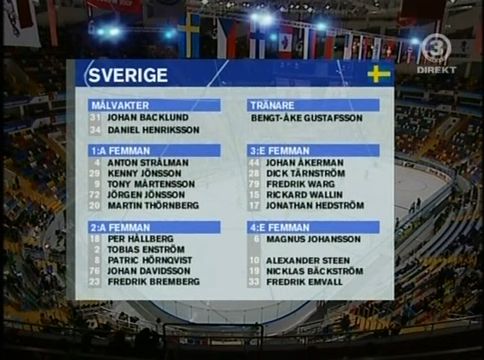 3
DIREKT
SVERIGE
MÅLVAKTER
31 JOHAN BACKLUND
34 DANIEL HENRIKSSON
TRÄNARE
BENGT-ÅKE GUSTAFSSON
1:A FEMMAN
4 ANTON STRÅLMAN
29 KENNY JÖNSSON
9 TONY MÅRTENSSON
72 JÖRGEN JÖNSSON
20 MARTIN THÖRNBERG
3:E FEMMAN
44 JOHAN ÅKERMAN
28 DICK TÄRNSTRÖM
79 FREDRIK WARG
15 RICKARD WALLIN
17 JONATHAN HEDSTRÖM
2:A FEMMAN
18 PER HÅLLBERG
2 TOBIAS ENSTRÖM
8 PATRIC HÖRNQVIST
76 JOHAN DAVIDSSON
23 FREDRIK BREMBERG
4:E FEMMAN
6 MAGNUS JOHANSSON
10 ALEXANDER STEEN
19 NICKLAS BÄCKSTRÖM
33 FREDRIK EMVALL